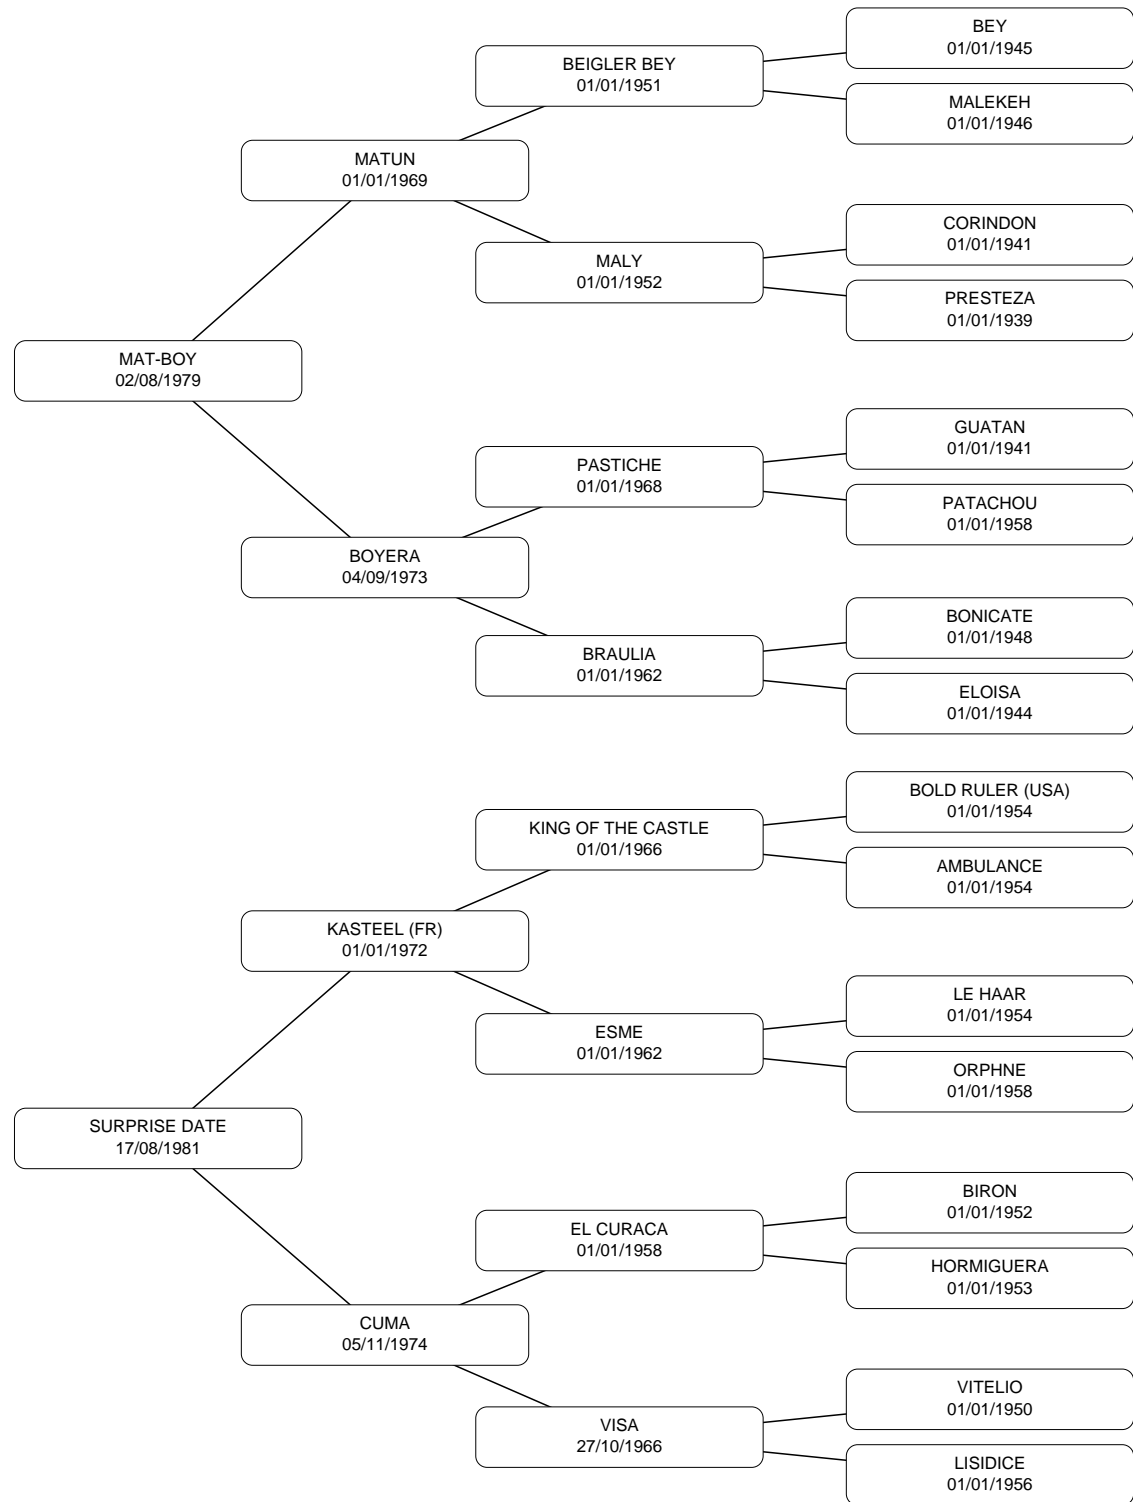 BEY
01/01/1945
BEIGLER BEY
01/01/1951
MALEKEH
01/01/1946
MATUN
01/01/1969
CORINDON
01/01/1941
MALY
01/01/1952
PRESTEZA
01/01/1939
MAT-BOY
02/08/1979
GUATAN
01/01/1941
PASTICHE
01/01/1968
PATACHOU
01/01/1958
BOYERA
04/09/1973
BONICATE
01/01/1948
BRAULIA
01/01/1962
ELOISA
01/01/1944
BOLD RULER (USA)
01/01/1954
KING OF THE CASTLE
01/01/1966
AMBULANCE
01/01/1954
KASTEEL (FR)
01/01/1972
LE HAAR
01/01/1954
ESME
01/01/1962
ORPHNE
01/01/1958
SURPRISE DATE
17/08/1981
BIRON
01/01/1952
EL CURACA
01/01/1958
HORMIGUERA
01/01/1953
CUMA
05/11/1974
VITELIO
01/01/1950
VISA
27/10/1966
LISIDICE
01/01/1956